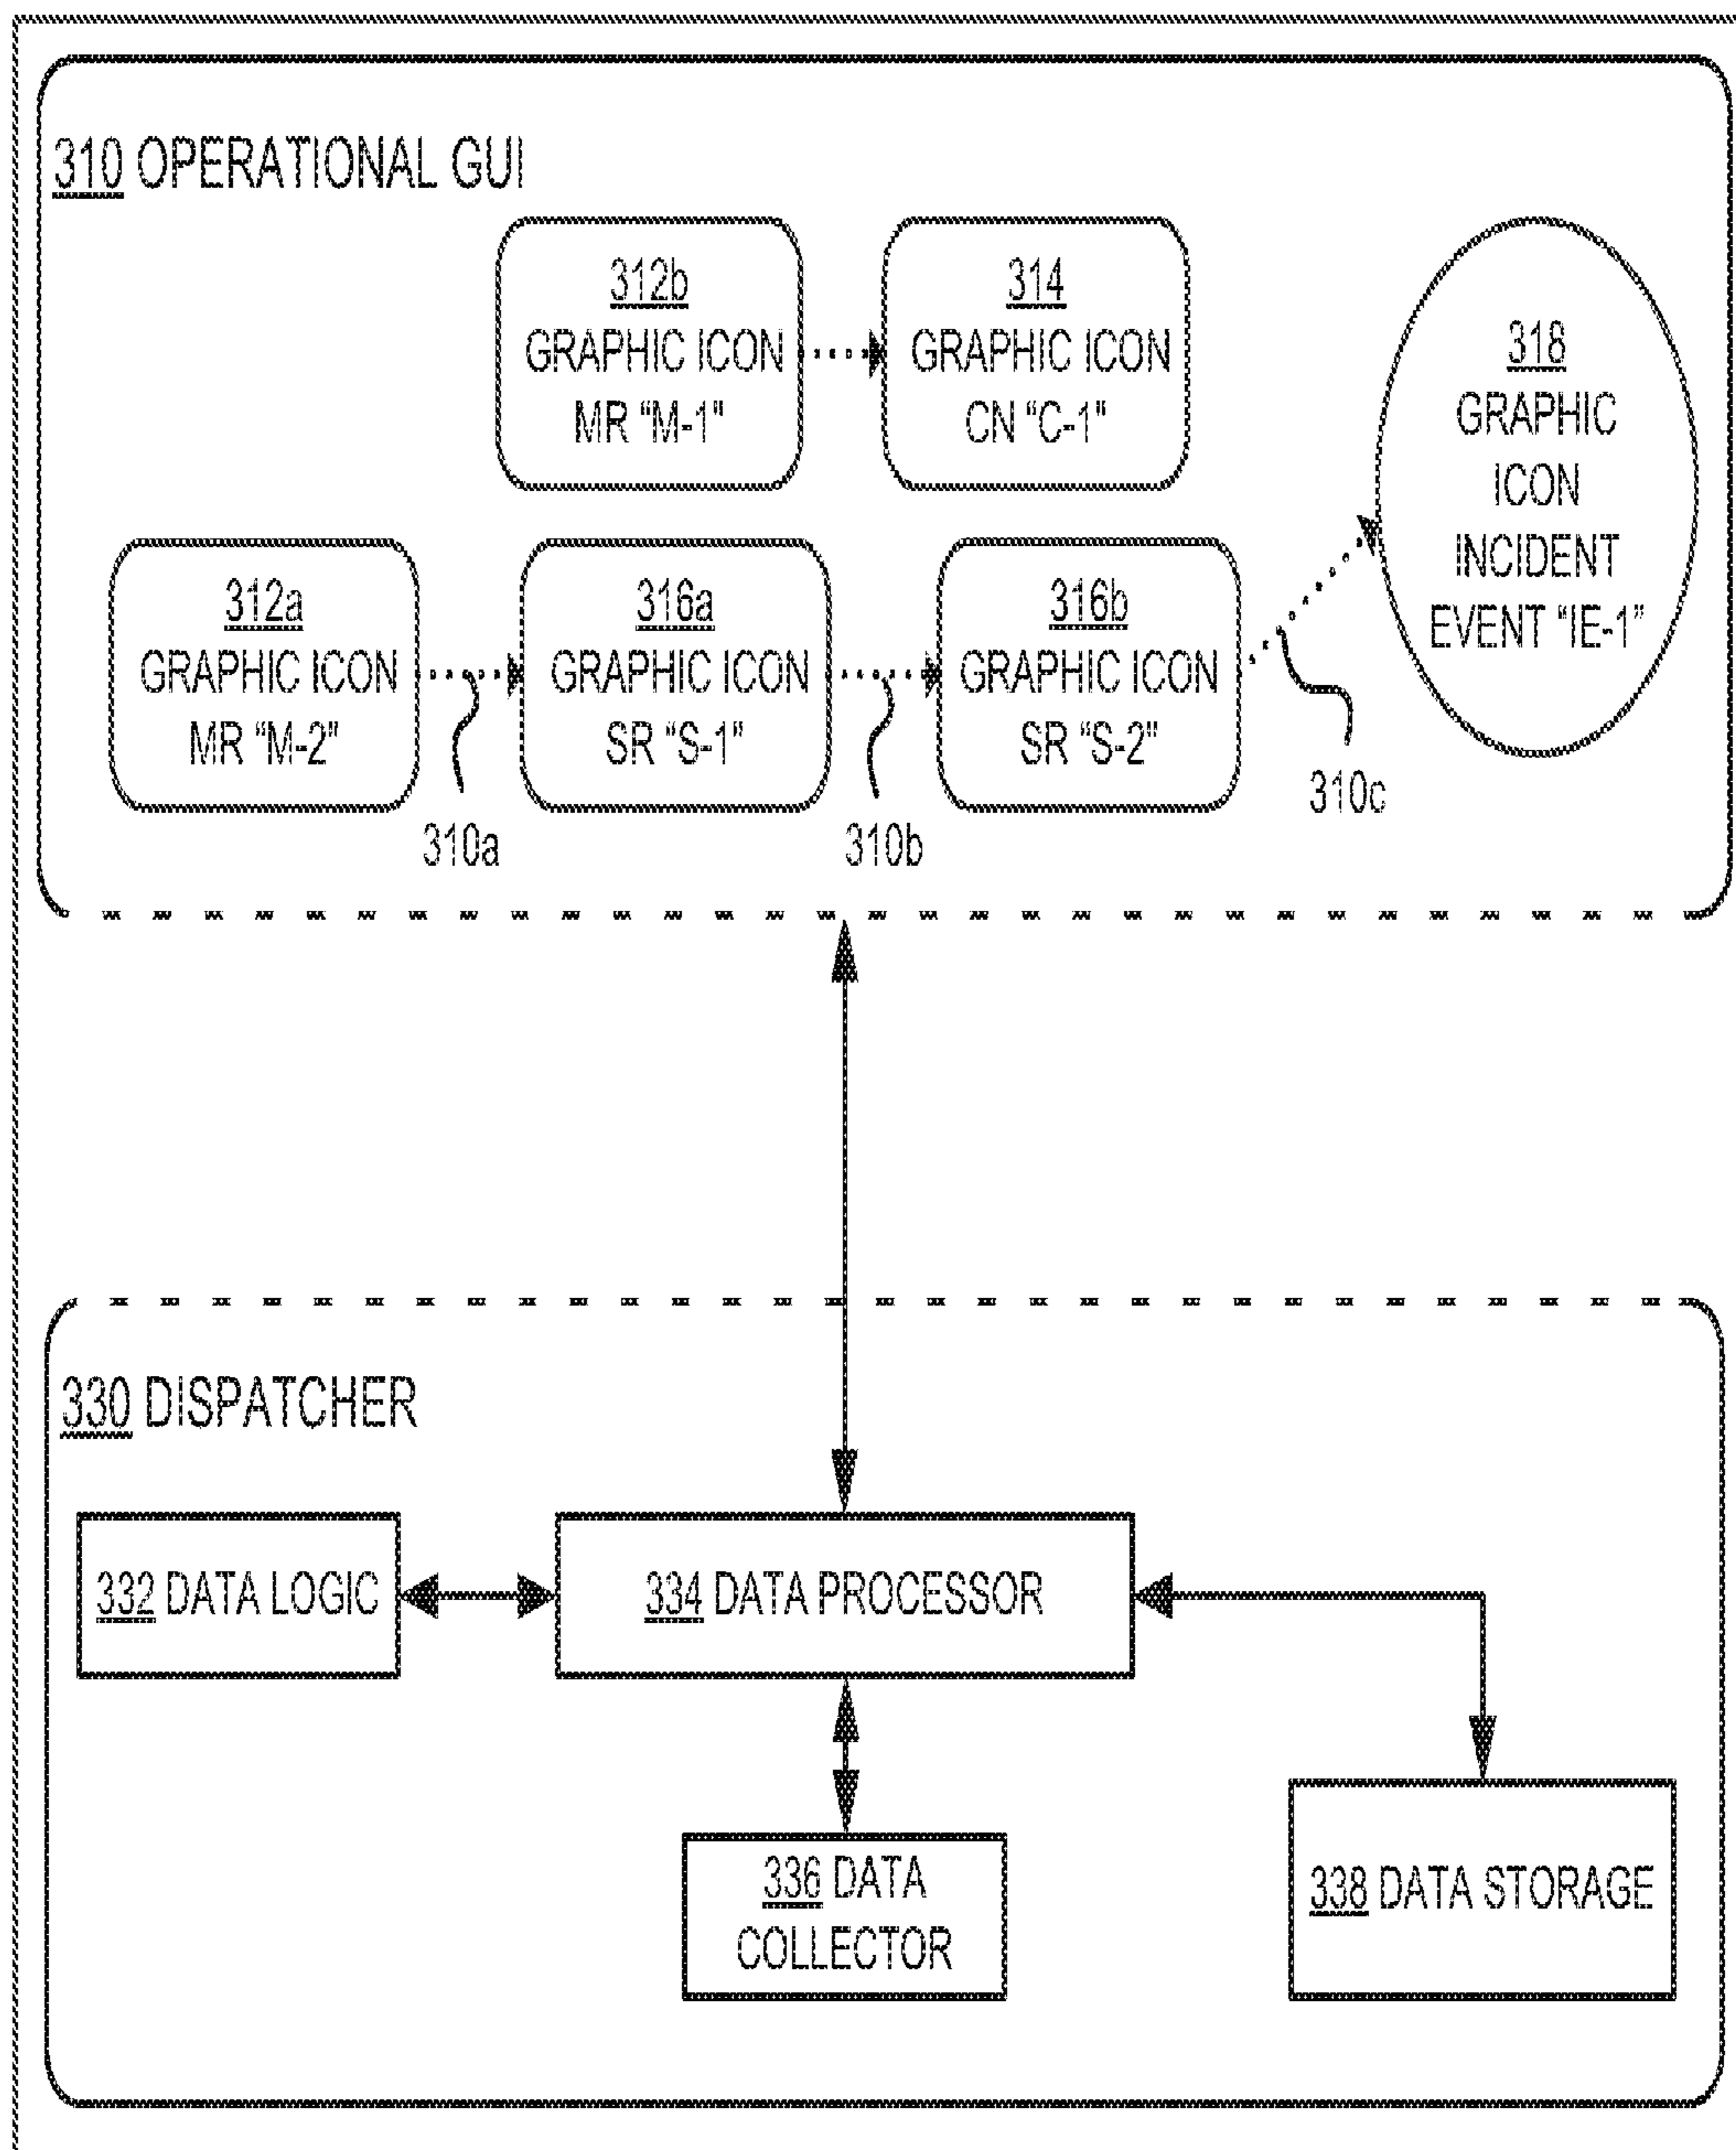 310 OPERATIONAL GUI
312b
GRAPHIC ICON
MR "M-1"
314
GRAPHIC ICON
CN "C-1"
318
GRAPHIC
ICON
INCIDENT
EVENT "IE-1"
312a
GRAPHIC ICON
MR "M-2"
316a
GRAPHIC ICON
SR "S-1"
316b
GRAPHIC ICON
SR "S-2"
310a
310b
310c
330 DISPATCHER
332 DATA LOGIC
334 DATA PROCESSOR
336 DATA
COLLECTOR
338 DATA STORAGE